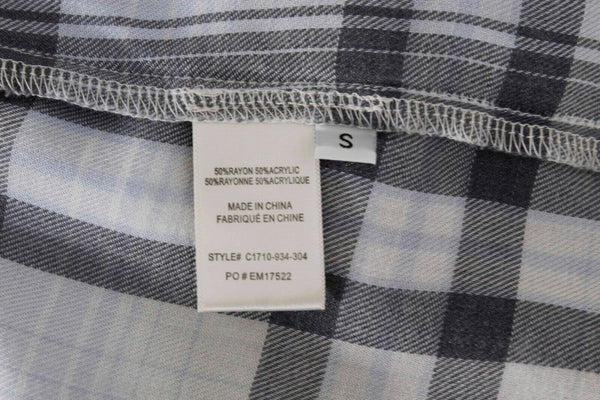 S
50%RAYON 50%ACRYLIC
50%RAYONNE 50%ACRYLIQUE
MADE IN CHINA
FABRIQUÉ EN CHINE
STYLE# C1710-934-304
PO # EM17522